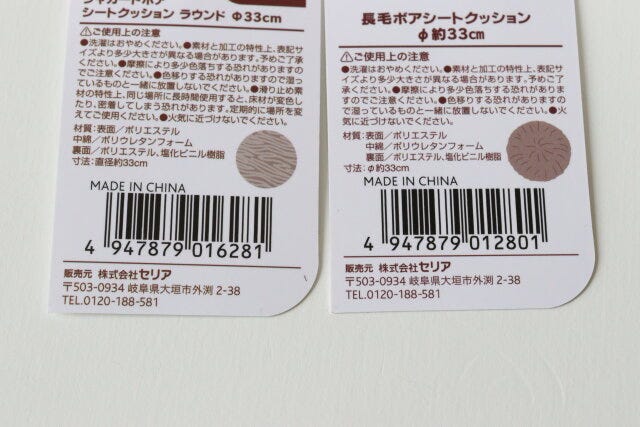 ジャガードボア
シートクッション ラウンド Φ33cm
⚠ご使用上の注意
●洗濯はおやめください。●素材と加工の特性上、表記サ
イズより多少大きさが異なる場合があります。予めご了承
ください。●摩擦により多少色落ちする恐れがありますの
でご注意ください。●色移りする恐れがありますので湿っ
ているものと一緒に放置しないでください。●滑り止め素
材の特性上、同じ場所に長時間使用すると、床材が変色し
たり、密着してしまう恐れがあります。定期的に場所を変
えてご使用ください。●火気に近づけないでください。
材質:表面/ポリエステル
中綿/ポリウレタンフォーム
裏面/ポリエステル、塩化ビニル樹脂
寸法:直径約33cm
MADE IN CHINA
4 947879 016281
販売元 株式会社セリア
〒503-0934 岐阜県大垣市外渕 2-38
TEL.0120-188-581
長毛ボアシートクッション
φ約33cm
⚠ご使用上の注意
●洗濯はおやめください。●素材と加工の特性上、表記サ
イズより多少大きさが異なる場合があります。予めご了承
ください。●摩擦により多少色落ちする恐れがありま
すのでご注意ください。●色移りする恐れがありますの
で湿っているものと一緒に放置しないでください。●火
気に近づけないでください。
材質:表面/ポリエステル
中綿/ポリウレタンフォーム
裏面/ポリエステル、塩化ビニル樹脂
寸法:φ約33cm
MADE IN CHINA
4 947879 012801
販売元 株式会社セリア
〒503-0934 岐阜県大垣市外渕 2-38
TEL.0120-188-581